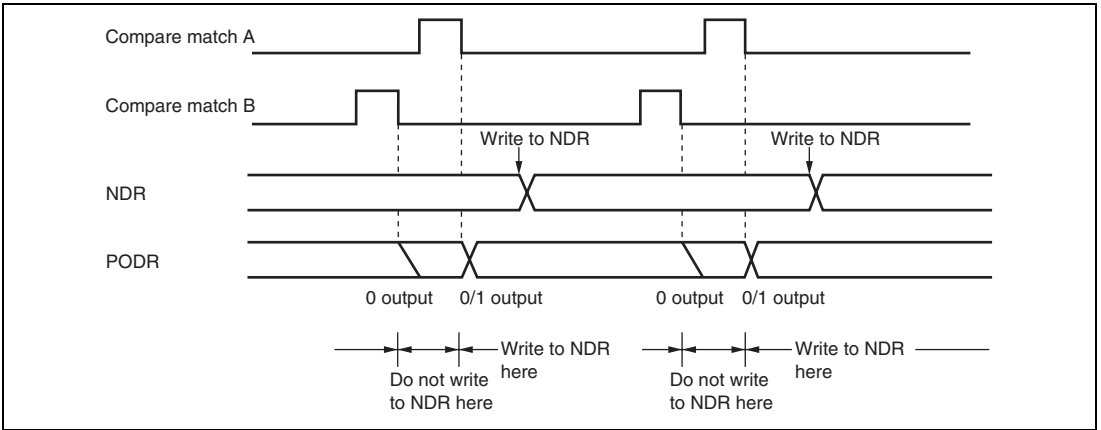 Compare match A
Compare match B
Write to NDR Write to NDR
NDR
PODR
0 output 0/1 output 0 output 0/1 output
Write to NDR Write to NDR
here here
Do not write Do not write
to NDR here to NDR here